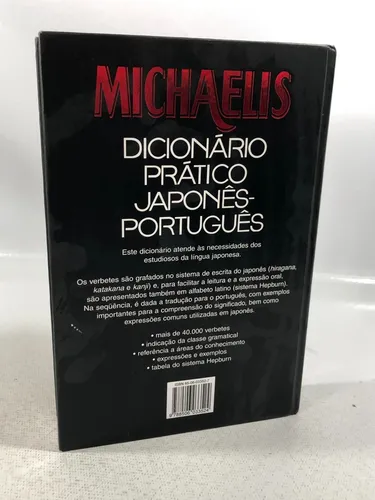 MICHAELIS
DICIONÁRIO
PRÁTICO
JAPONÊS-
PORTUGUÊS
Este dicionário atende às necessidades dos
estudiosos da língua japonesa.
Os verbetes são grafados no sistema de escrita do japonês (hiragana,
katakana e kanji) e, para facilitar a leitura e a expressão oral,
são apresentados também em alfabeto latino (sistema Hepburn).
Na seqüência, é dada a tradução para o português, com exemplos
importantes para a compreensão do significado, bem como
expressões comuns utilizadas em japonês.
• mais de 40.000 verbetes
• indicação da classe gramatical
• referência a áreas do conhecimento
• expressões e exemplos
• tabela do sistema Hepburn